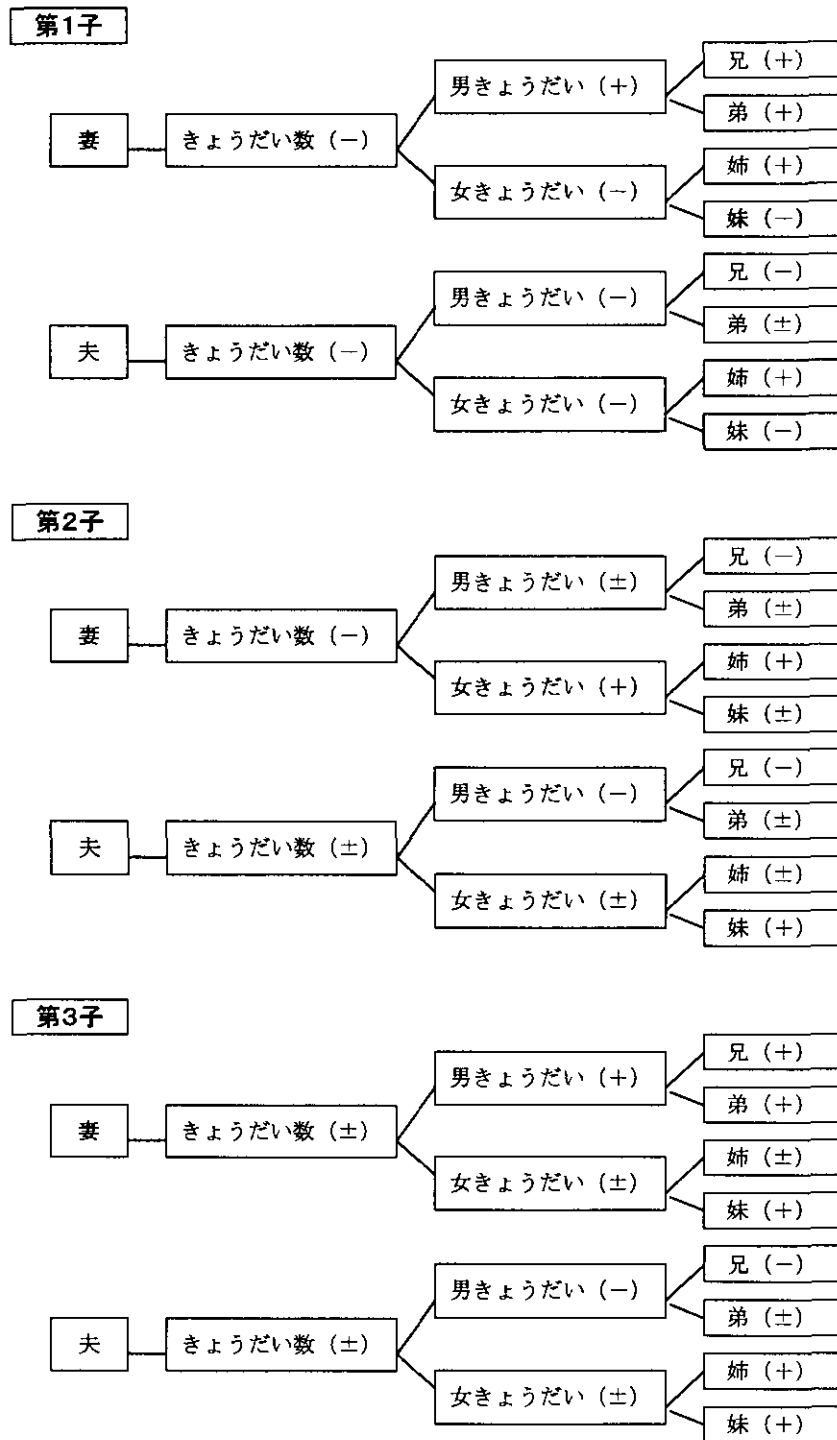 第1子
兄（+）
男きょうだい（+）
弟（+）
妻 きょうだい数（-）
姉（+）
女きょうだい（-）
妹（-）
兄（-）
男きょうだい（-）
弟（±）
夫 きょうだい数（-）
姉（+）
女きょうだい（-）
妹（-）
第2子
兄（-）
男きょうだい（±）
弟（±）
妻 きょうだい数（-）
姉（+）
女きょうだい（+）
妹（±）
兄（-）
男きょうだい（-）
弟（±）
夫 きょうだい数（±）
姉（±）
女きょうだい（±）
妹（+）
第3子
兄（+）
男きょうだい（+）
弟（+）
妻 きょうだい数（±）
姉（±）
女きょうだい（±）
妹（+）
兄（-）
男きょうだい（-）
弟（±）
夫 きょうだい数（±）
姉（+）
女きょうだい（±）
妹（+）